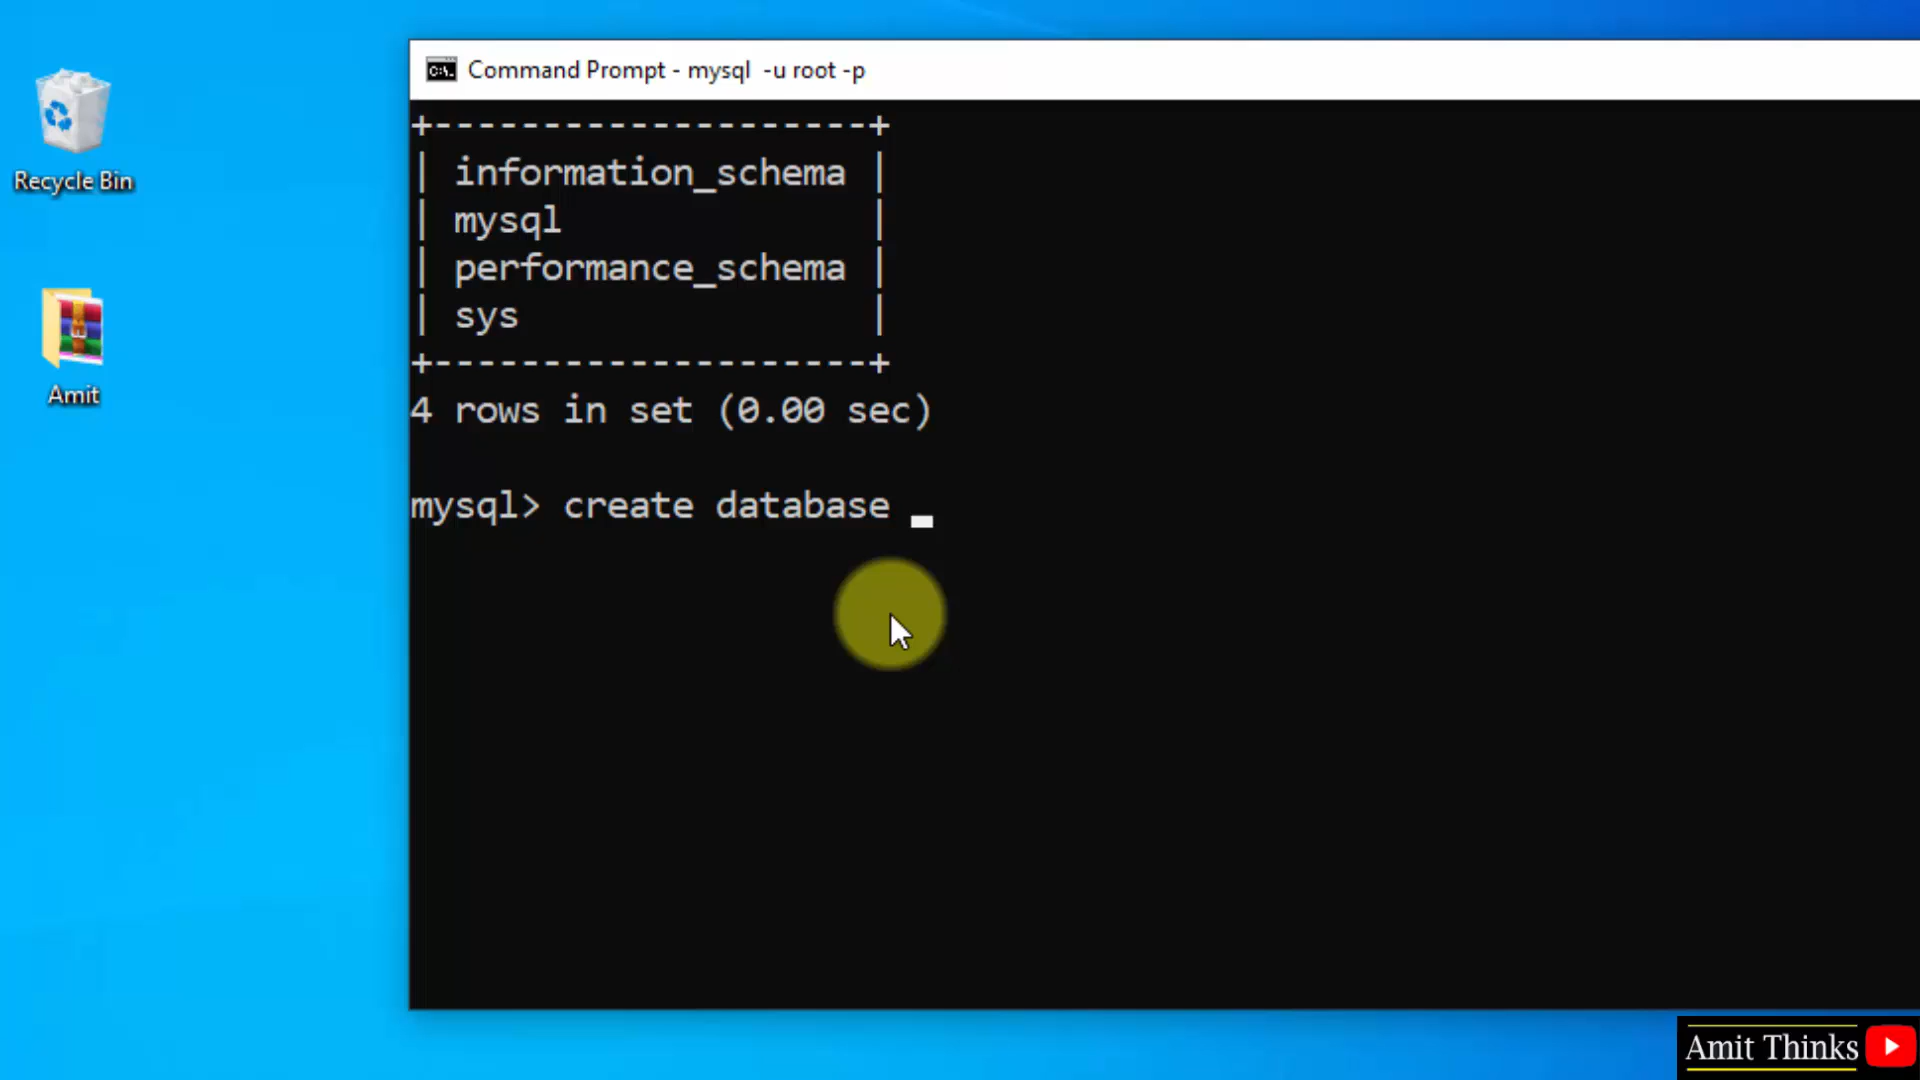 Command Prompt - mysql  -u root -p
Recycle Bin
Amit
+--------------------+
| information_schema |
| mysql              |
| performance_schema |
| sys                |
+--------------------+
4 rows in set (0.00 sec)
mysql> create database _
Amit Thinks